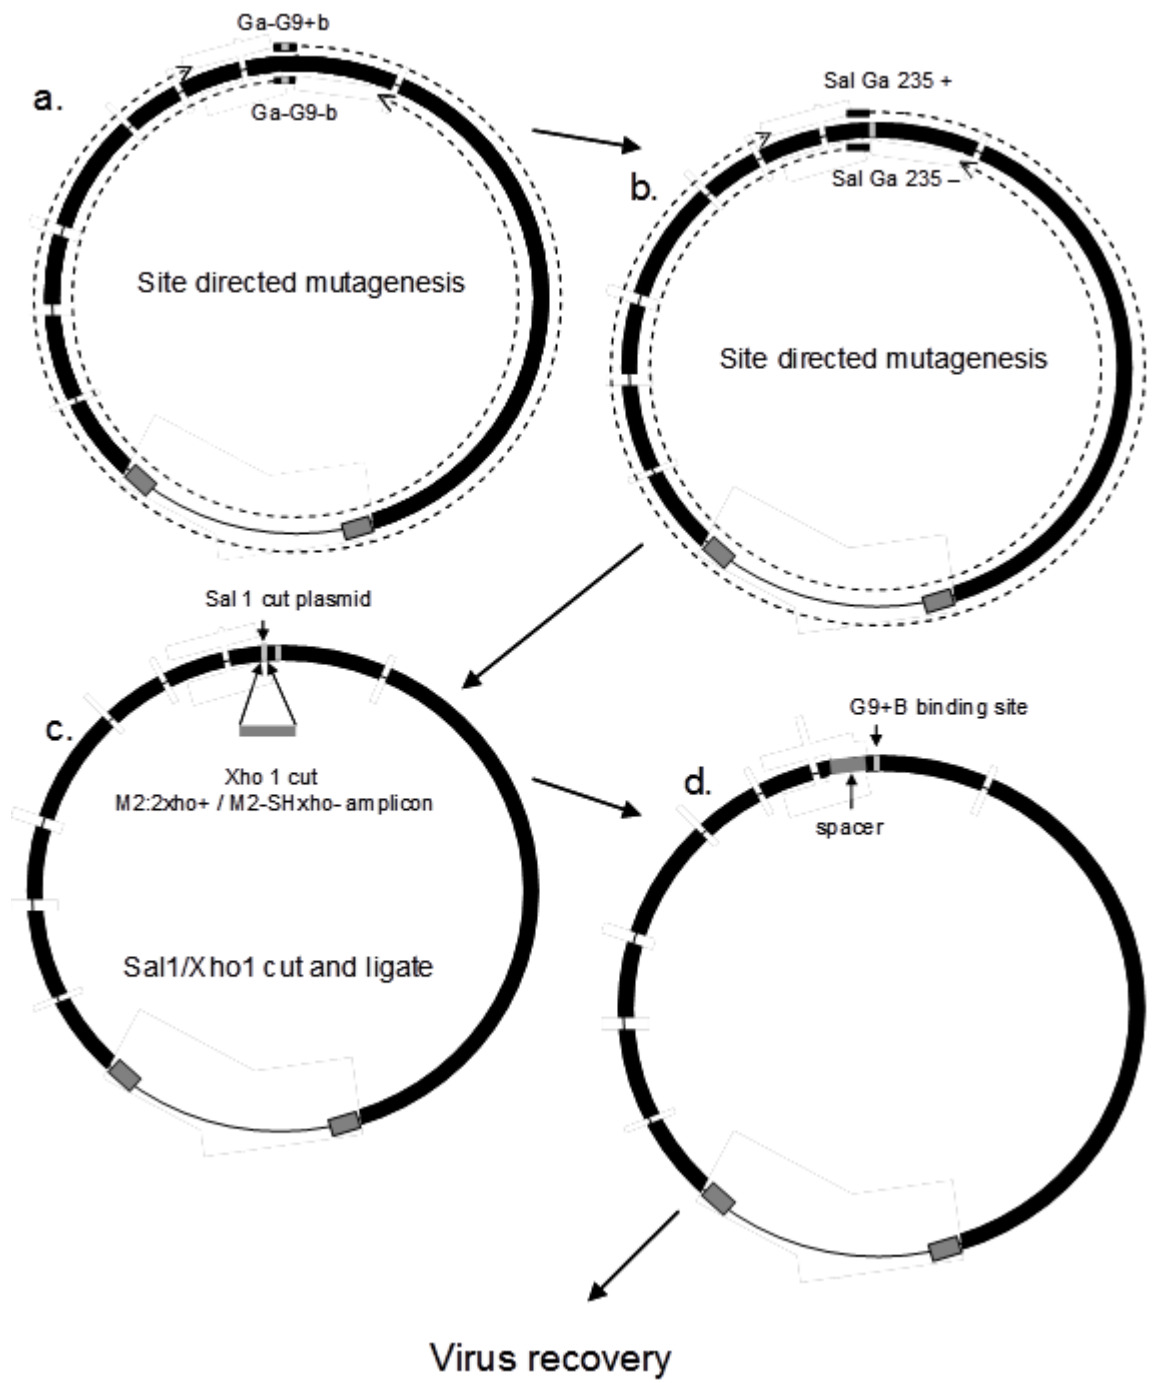 Ga-G9+b
a.
Ga-G9-b
Site directed mutagenesis
Sal Ga 235 +
b.
Sal Ga 235 –
Site directed mutagenesis
Sal 1 cut plasmid
c.
Xho 1 cut
M2:2xho+ / M2-SHxho- amplicon
Sal1/Xho1 cut and ligate
G9+B binding site
d.
spacer
Virus recovery